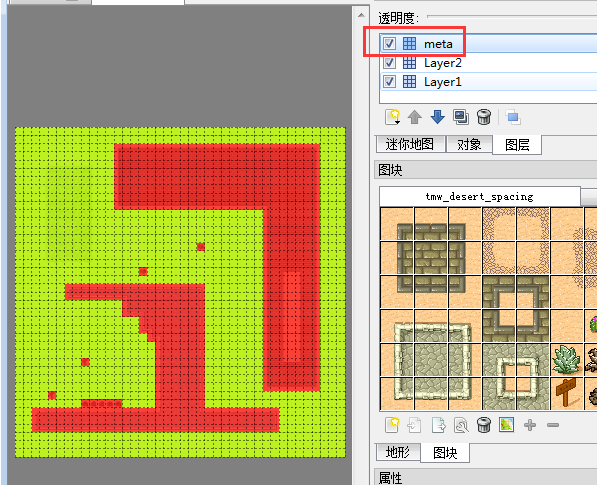 透明度:
meta
Layer2
Layer1
迷你地图 对象 图层
图块
tmw_desert_spacing
地形 图块
属性